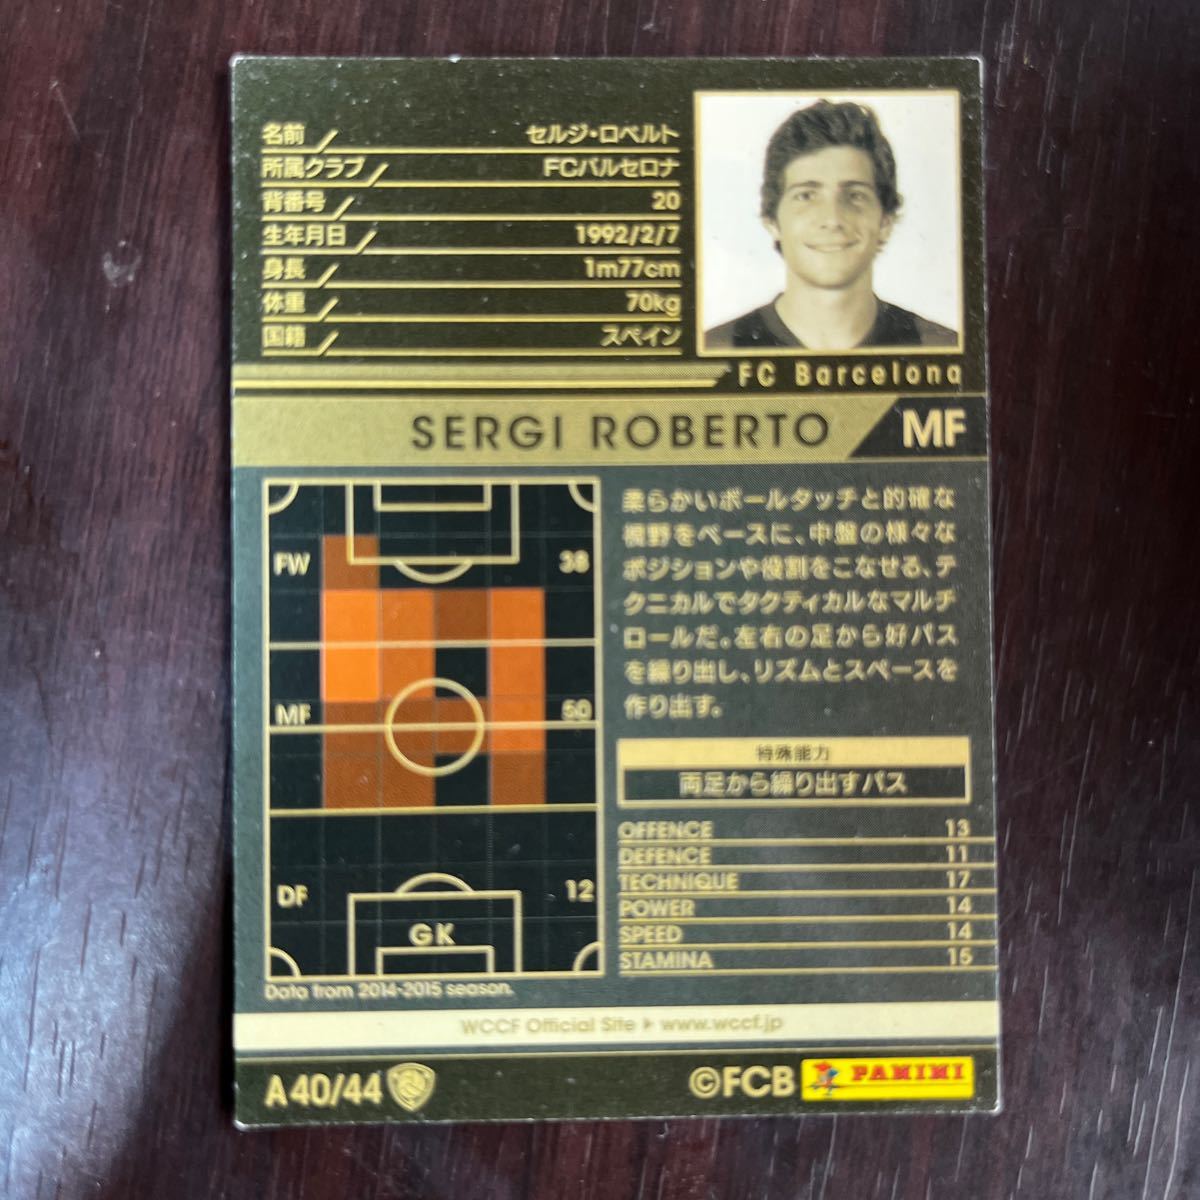 名前 セルジ・ロベルト
所属クラブ FCバルセロナ
背番号 20
生年月日 1992/2/7
身長 1m77cm
体重 70kg
国籍 スペイン
FC Barcelona
SERGI ROBERTO MF
FW 38
MF 50
DF 12
GK
Data from 2014-2015 season.
柔らかいボールタッチと的確な
視野をベースに、中盤の様々な
ポジションや役割をこなせる、テ
クニカルでタクティカルなマルチ
ロールだ。左右の足から好パス
を繰り出し、リズムとスペースを
作り出す。
特殊能力
両足から繰り出すパス
OFFENCE 13
DEFENCE 11
TECHNIQUE 17
POWER 14
SPEED 14
STAMINA 15
WCCF Official Site ▶ www.wccf.jp
A40/44
©FCB PANINI